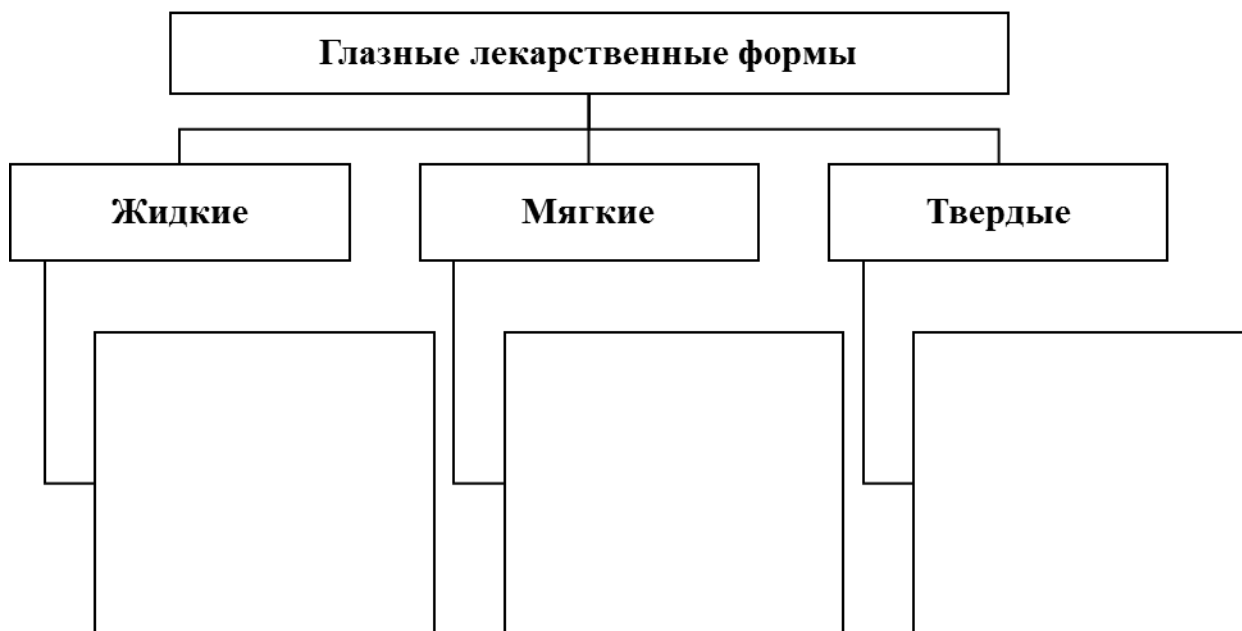 Глазные лекарственные формы
Жидкие
Мягкие
Твердые